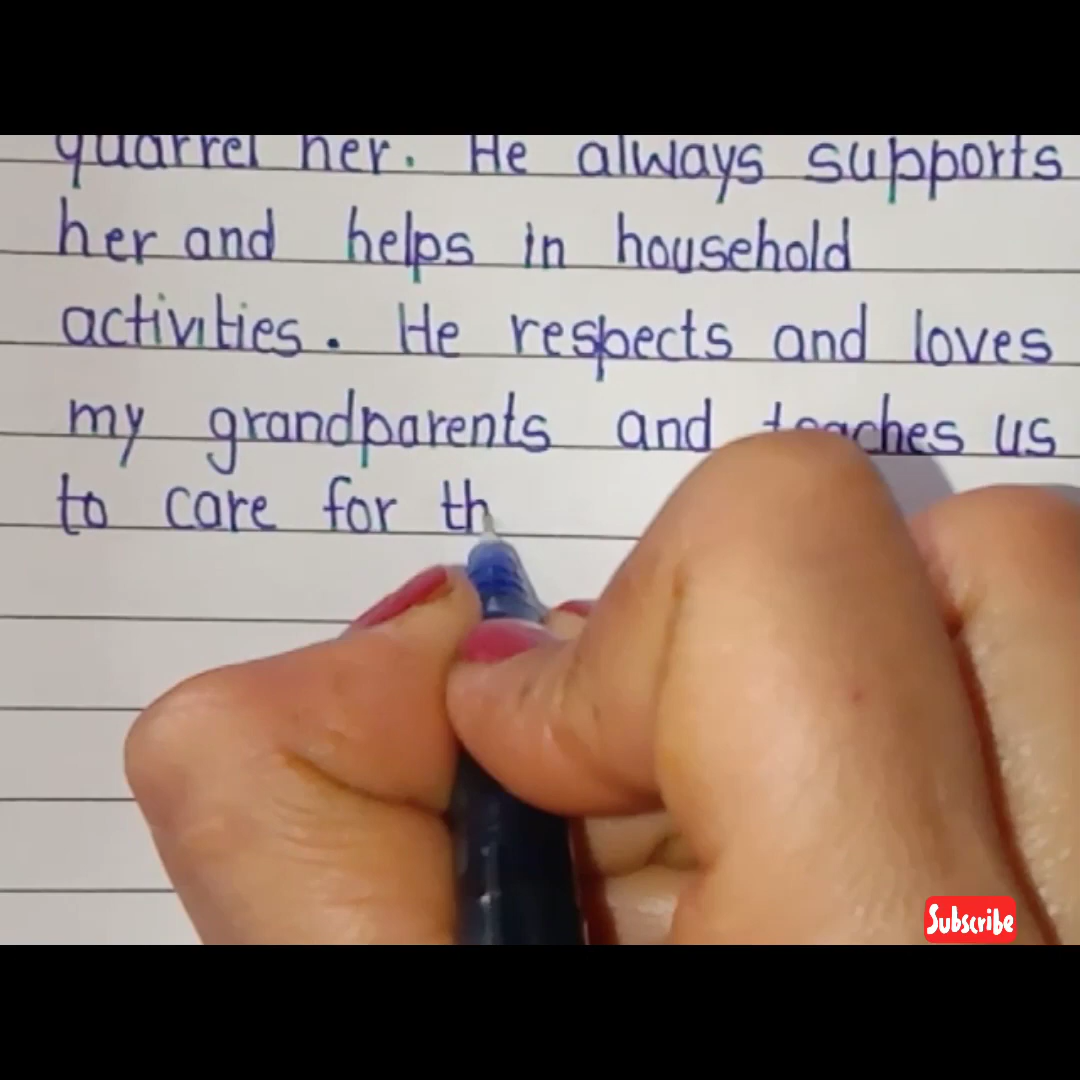 quarrel her. He always supports
her and helps in household
activities. He respects and loves
my grandparents and teaches us
to care for th
Subscribe